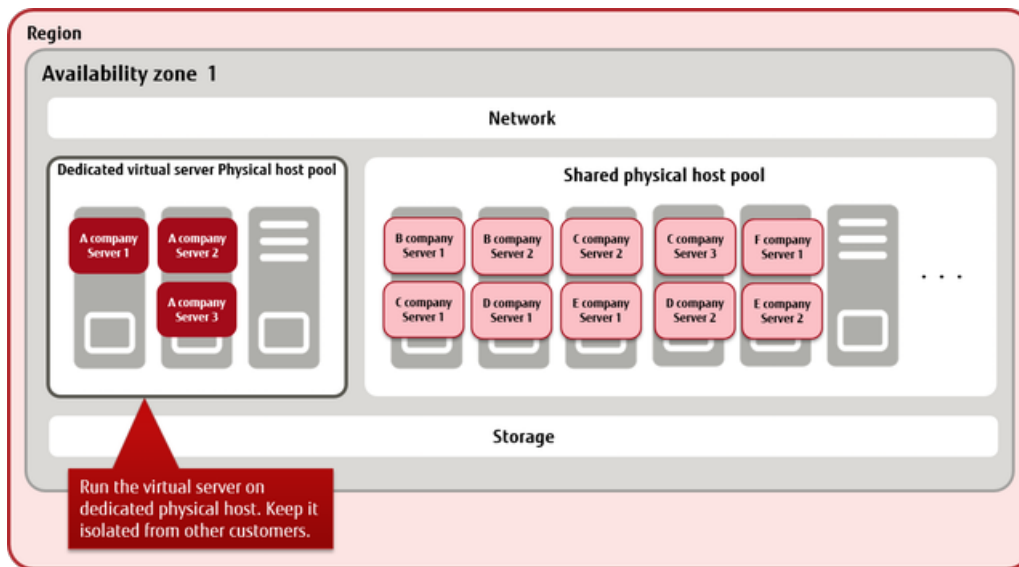 Region
Availability zone 1
Network
Dedicated virtual server Physical host pool
A company
Server 1
A company
Server 2
A company
Server 3
Shared physical host pool
B company
Server 1
B company
Server 2
C company
Server 2
C company
Server 3
F company
Server 1
C company
Server 1
D company
Server 1
E company
Server 1
D company
Server 2
E company
Server 2
. . .
Storage
Run the virtual server on
dedicated physical host. Keep it
isolated from other customers.